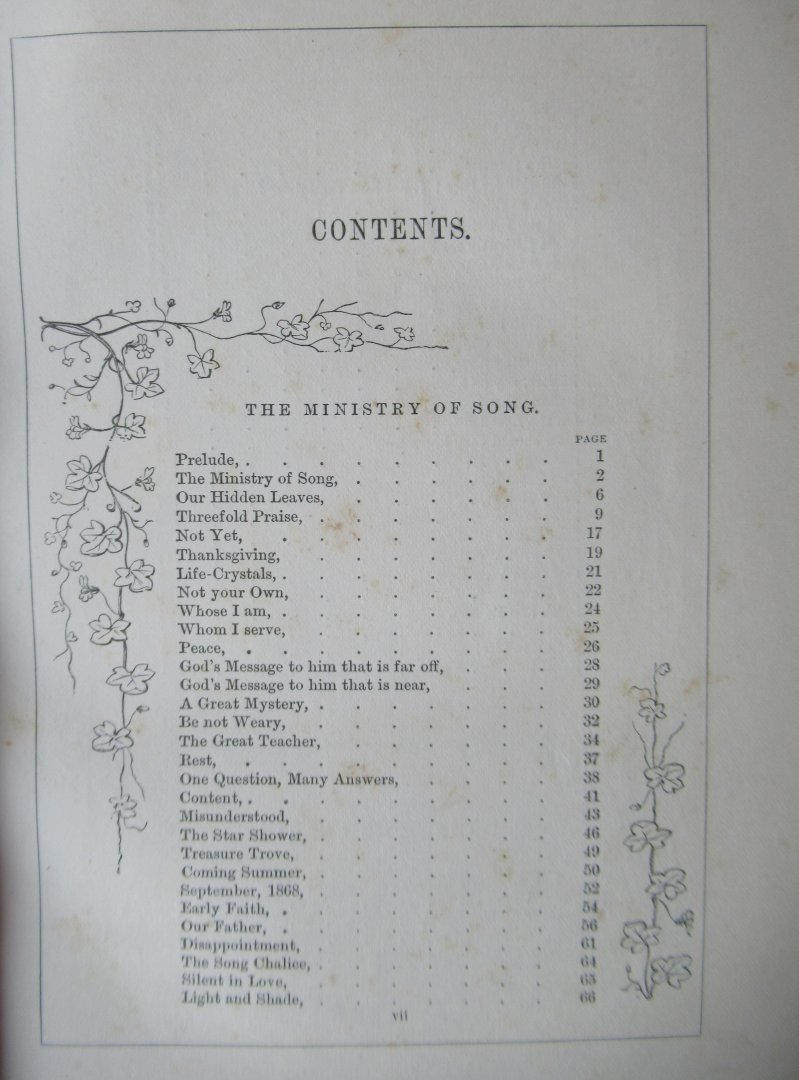 CONTENTS.
THE MINISTRY OF SONG.
PAGE
Prelude, . . . . . . . . . 1
The Ministry of Song, . . . . . . 2
Our Hidden Leaves, . . . . . . 6
Threefold Praise, . . . . . . . 9
Not Yet, . . . . . . . . 17
Thanksgiving, . . . . . . . 19
Life-Crystals, . . . . . . . . 21
Not your Own, . . . . . . . 22
Whose I am, . . . . . . . . 24
Whom I serve, . . . . . . . 25
Peace, . . . . . . . . . 26
God's Message to him that is far off, . . . 28
God's Message to him that is near, . . . 29
A Great Mystery, . . . . . . . 30
Be not Weary, . . . . . . . 32
The Great Teacher, . . . . . . 34
Rest, . . . . . . . . . 37
One Question, Many Answers, . . . . 38
Content, . . . . . . . . . 41
Misunderstood, . . . . . . . 43
The Star Shower, . . . . . . . 46
Treasure Trove, . . . . . . . 49
Coming Summer, . . . . . . . 50
September, 1868, . . . . . . . 52
Early Faith, . . . . . . . . 54
Our Father, . . . . . . . . 56
Disappointment, . . . . . . . 61
The Song Chalice, . . . . . . . 64
Silent in Love, . . . . . . . 65
Light and Shade, . . . . . . . 66
vii